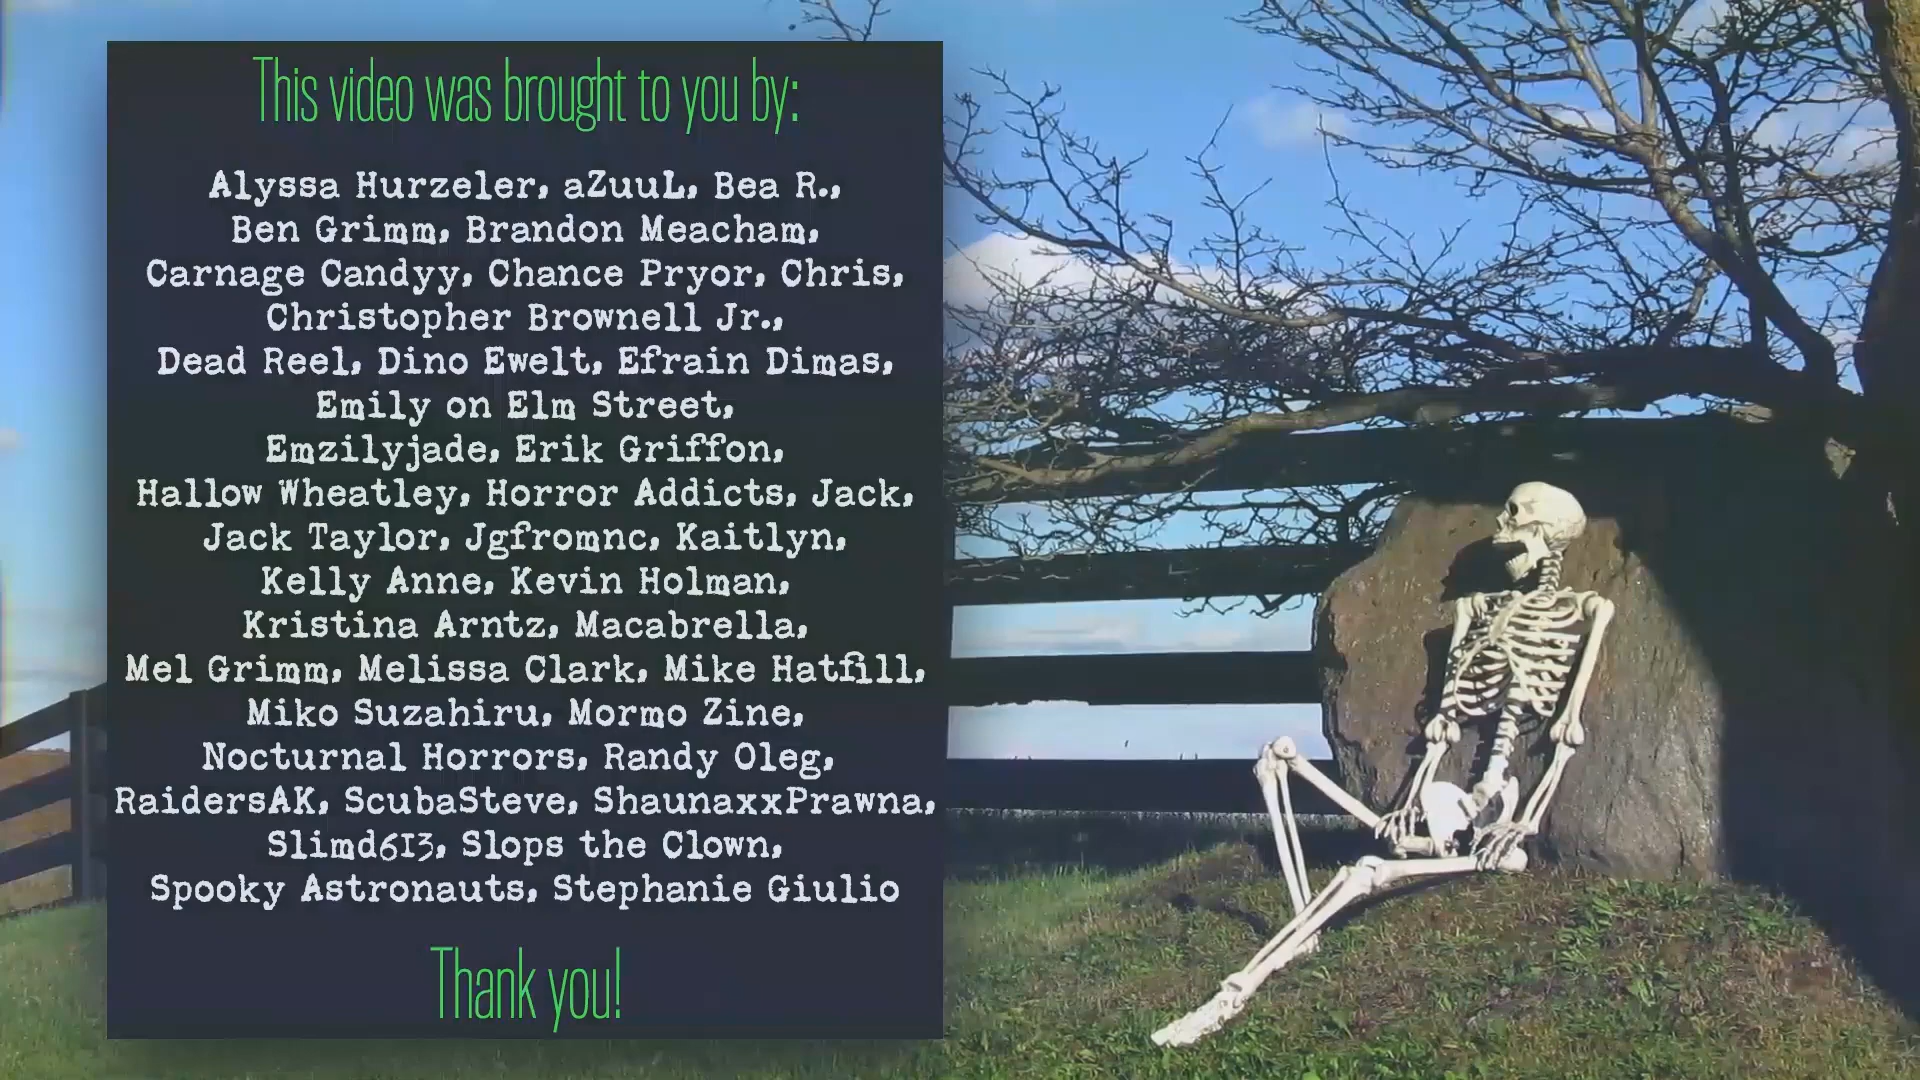 This video was brought to you by:
Alyssa Hurzeler, aZuuL, Bea R.,
Ben Grimm, Brandon Meacham,
Carnage Candyy, Chance Pryor, Chris,
Christopher Brownell Jr.,
Dead Reel, Dino Ewelt, Efrain Dimas,
Emily on Elm Street,
Emzilyjade, Erik Griffon,
Hallow Wheatley, Horror Addicts, Jack,
Jack Taylor, Jgfromnc, Kaitlyn,
Kelly Anne, Kevin Holman,
Kristina Arntz, Macabrella,
Mel Grimm, Melissa Clark, Mike Hatfill,
Miko Suzahiru, Mormo Zine,
Nocturnal Horrors, Randy Oleg,
RaidersAK, ScubaSteve, ShaunaxxPrawna,
Slimd613, Slops the Clown,
Spooky Astronauts, Stephanie Giulio
Thank you!